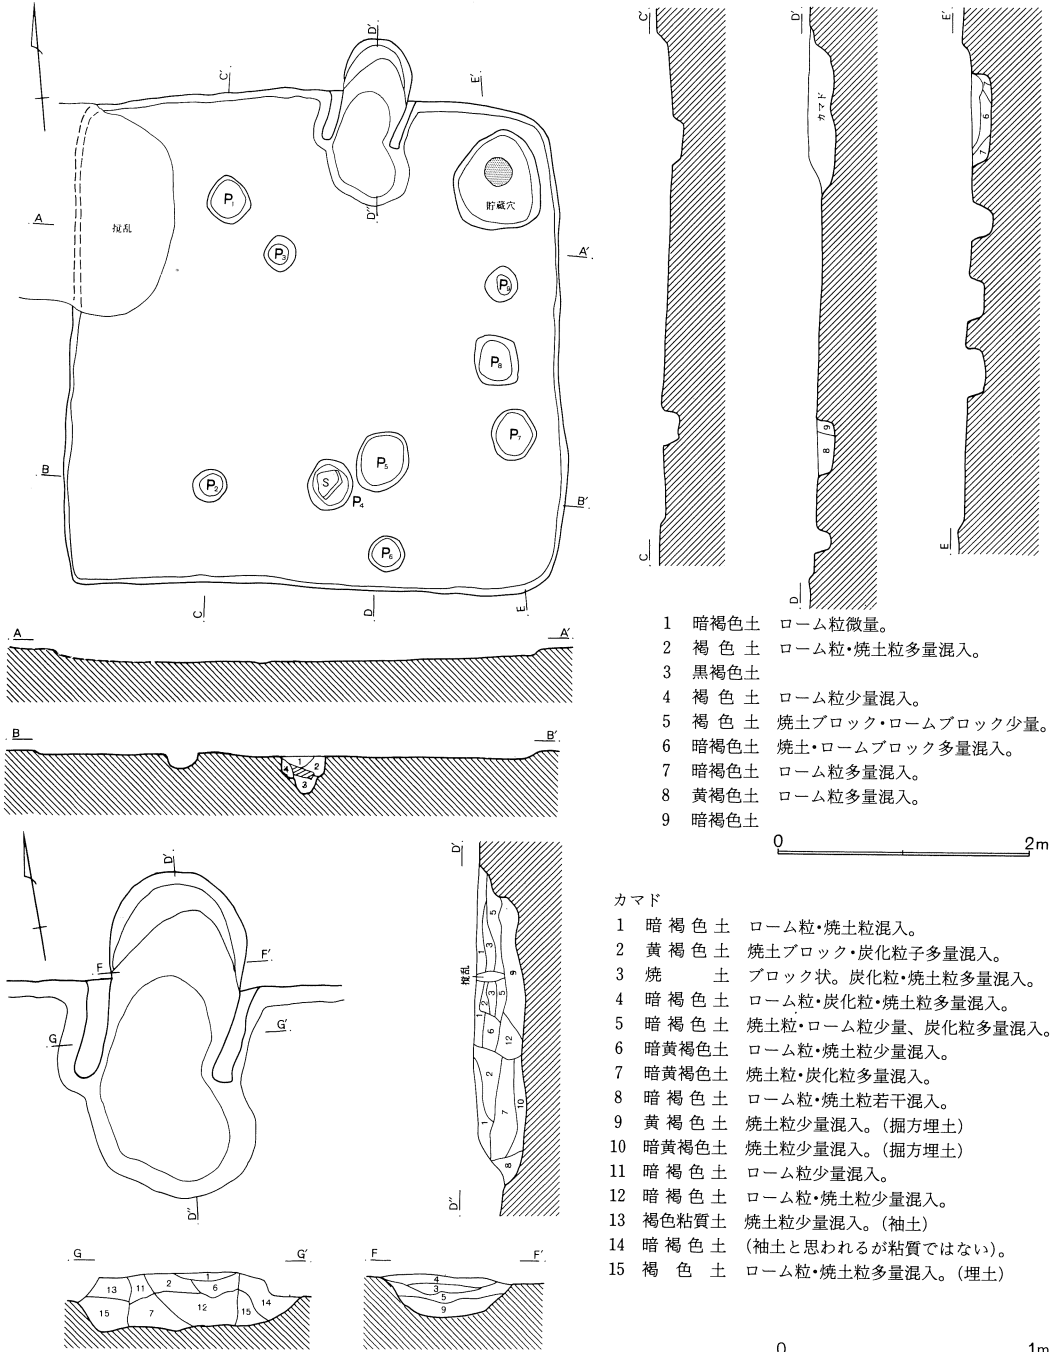 D'
C'
E'
A
攪乱
P1
P3
D"
貯蔵穴
A'
P9
P8
P7
P5
B
P2
S
P4
B'
P6
C
D
E
C'
D'
E'
カマド
7
6
7
9
8
C
D
E
A
A'
B
B'
1
2
4
3
1 暗褐色土 ローム粒微量。
2 褐色土 ローム粒・焼土粒多量混入。
3 黒褐色土
4 褐色土 ローム粒少量混入。
5 褐色土 焼土ブロック・ロームブロック少量。
6 暗褐色土 焼土・ロームブロック多量混入。
7 暗褐色土 ローム粒多量混入。
8 黄褐色土 ローム粒多量混入。
9 暗褐色土
0 2m
D'
F
F'
G
G'
D"
D'
5
1
3
9
攪乱
2
3
5
1
6
12
2
7
10
1
8
D"
カマド
1 暗褐色土 ローム粒・焼土粒混入。
2 黄褐色土 焼土ブロック・炭化粒子多量混入。
3 焼土 ブロック状。炭化粒・焼土粒多量混入。
4 暗褐色土 ローム粒・炭化粒・焼土粒多量混入。
5 暗褐色土 焼土粒・ローム粒少量、炭化粒多量混入。
6 暗黄褐色土 ローム粒・焼土粒少量混入。
7 暗黄褐色土 焼土粒・炭化粒多量混入。
8 暗褐色土 ローム粒・焼土粒若干混入。
9 黄褐色土 焼土粒少量混入。(掘方埋土)
10 暗黄褐色土 焼土粒少量混入。(掘方埋土)
11 暗褐色土 ローム粒少量混入。
12 暗褐色土 ローム粒・焼土粒少量混入。
13 褐色粘質土 焼土粒少量混入。(袖土)
14 暗褐色土 (袖土と思われるが粘質ではない)。
15 褐色土 ローム粒・焼土粒多量混入。(埋土)
G
G'
13
11
2
1
6
14
15
7
12
15
F
F'
4
3
5
9
0 1m